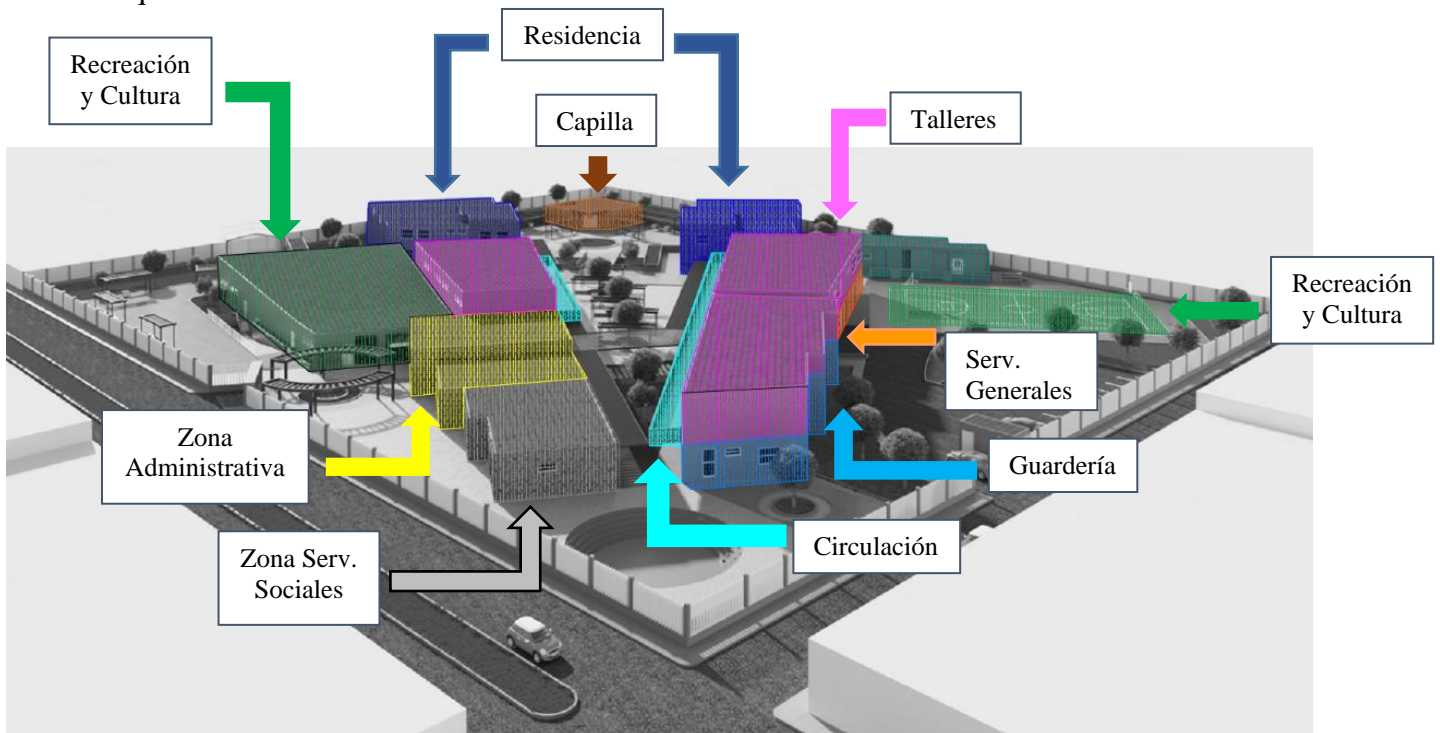 Residencia
Recreación
y Cultura
Capilla
Talleres
Recreación
y Cultura
Serv.
Generales
Zona
Administrativa
Guardería
Circulación
Zona Serv.
Sociales